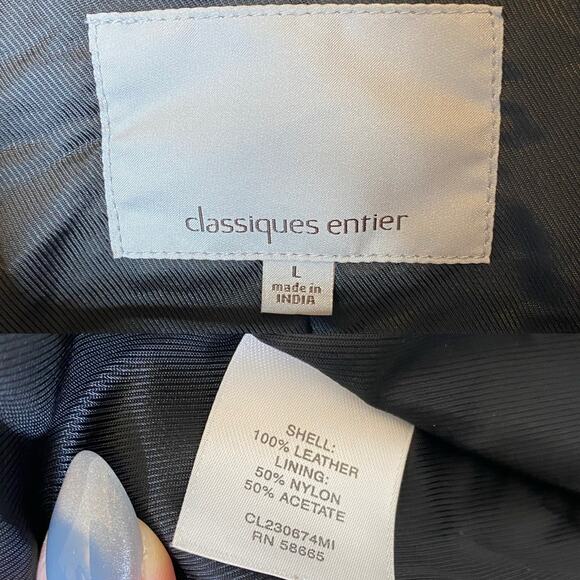 classiques entier
L
made in
INDIA
SHELL:
100% LEATHER
LINING:
50% NYLON
50% ACETATE
CL230674MI
RN 58665